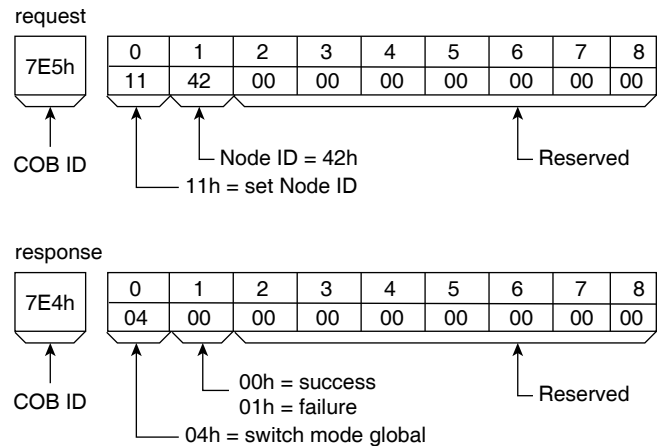 request
7E5h
0 1 2 3 4 5 6 7 8
11 42 00 00 00 00 00 00 00
COB ID
Node ID = 42h
Reserved
11h = set Node ID
response
7E4h
0 1 2 3 4 5 6 7 8
04 00 00 00 00 00 00 00 00
COB ID
00h = success
01h = failure
Reserved
04h = switch mode global